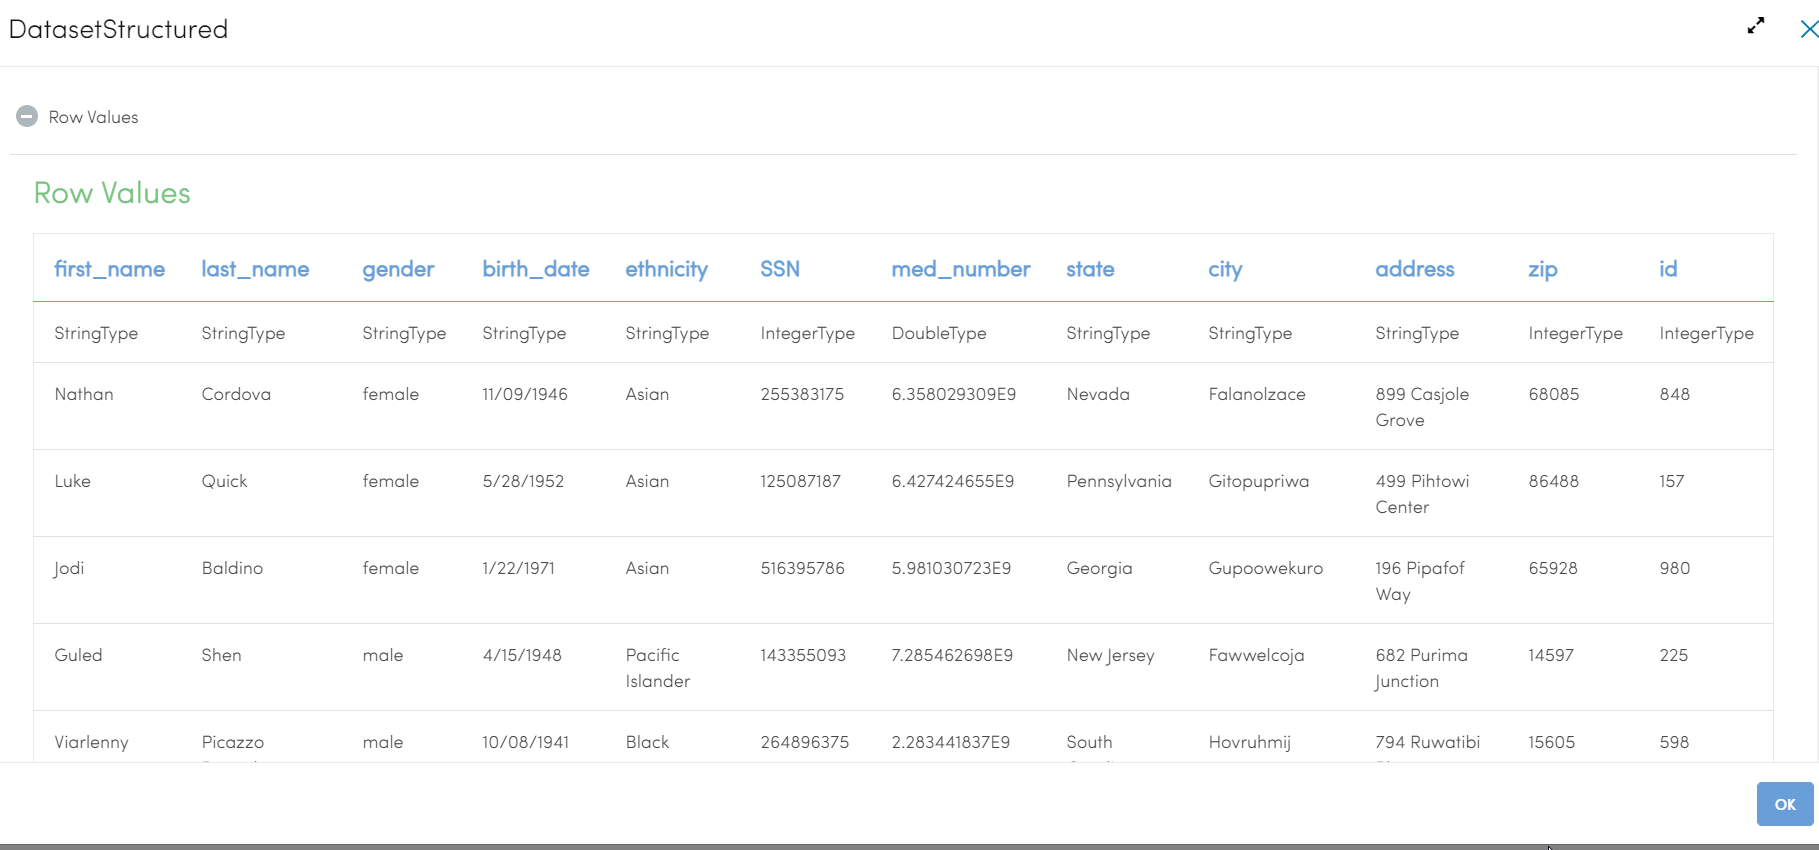 DatasetStructured
Row Values
Row Values
first_name last_name gender birth_date ethnicity SSN med_number state city address zip id
StringType StringType StringType StringType StringType IntegerType DoubleType StringType StringType StringType IntegerType IntegerType
Nathan Cordova female 11/09/1946 Asian 255383175 6.358029309E9 Nevada Falanolzace 899 Casjole 68085 848
Grove
Luke Quick female 5/28/1952 Asian 125087187 6.427424655E9 Pennsylvania Gitopupriwa 499 Pihtowi 86488 157
Center
Jodi Baldino female 1/22/1971 Asian 516395786 5.981030723E9 Georgia Gupoowekuro 196 Pipafof 65928 980
Way
Guled Shen male 4/15/1948 Pacific 143355093 7.285462698E9 New Jersey Fawwelcoja 682 Purima 14597 225
Islander Junction
Viarlenny Picazzo male 10/08/1941 Black 264896375 2.283441837E9 South Hovruhmij 794 Ruwatibi 15605 598
OK